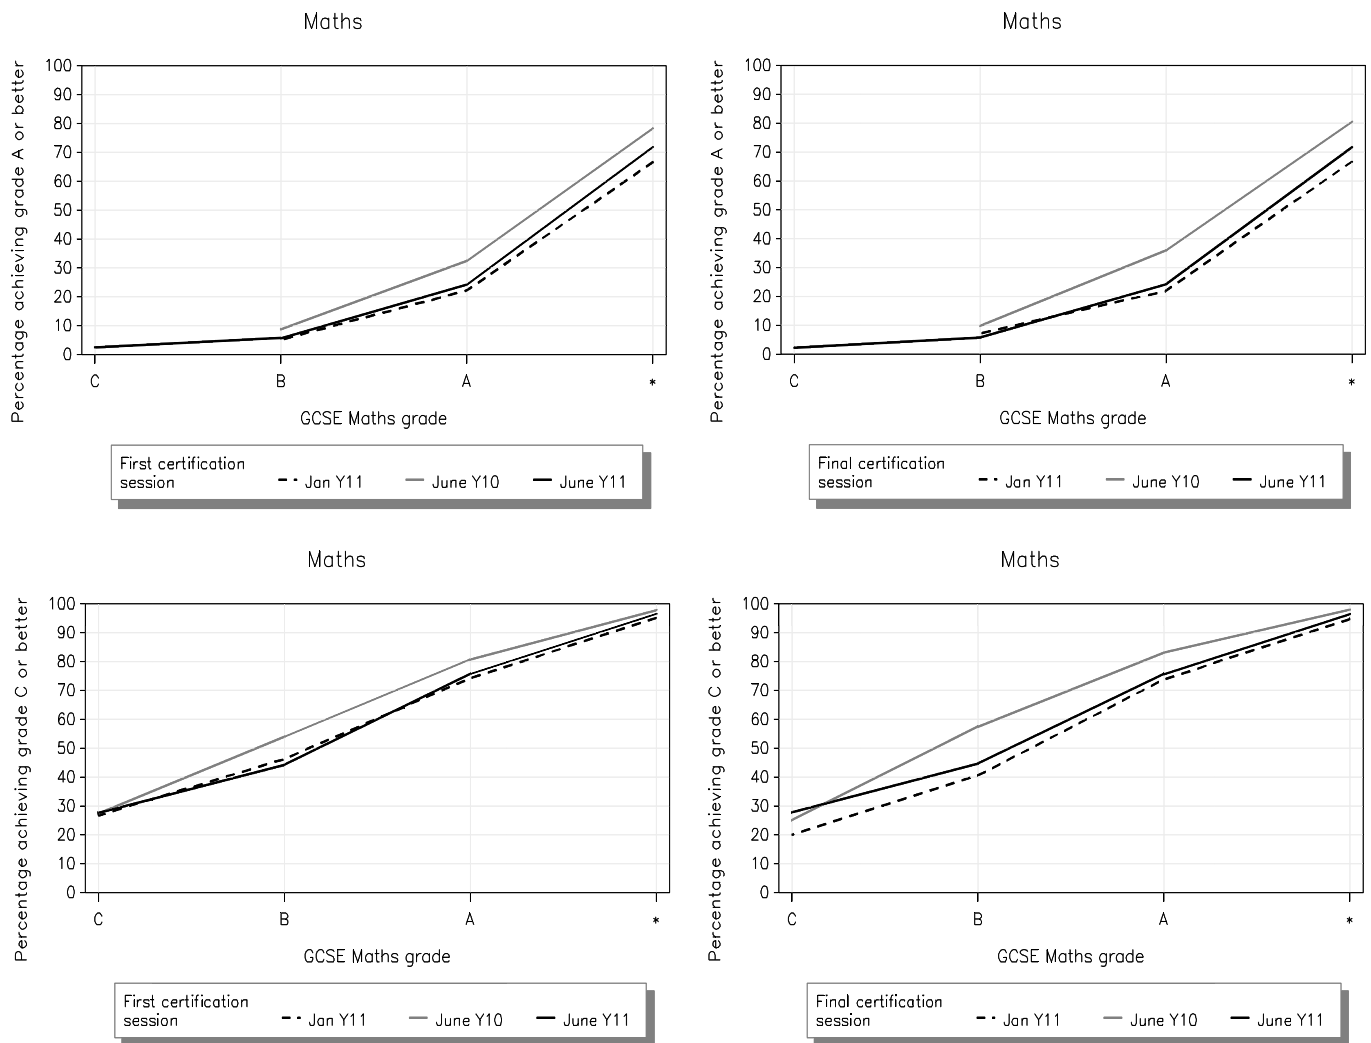 Maths
Percentage achieving grade A or better
100
90
80
70
60
50
40
30
20
10
0
C B A *
GCSE Maths grade
First certification
session Jan Y11 June Y10 June Y11
Maths
Percentage achieving grade A or better
100
90
80
70
60
50
40
30
20
10
0
C B A *
GCSE Maths grade
Final certification
session Jan Y11 June Y10 June Y11
Maths
Percentage achieving grade C or better
100
90
80
70
60
50
40
30
20
10
0
C B A *
GCSE Maths grade
First certification
session Jan Y11 June Y10 June Y11
Maths
Percentage achieving grade C or better
100
90
80
70
60
50
40
30
20
10
0
C B A *
GCSE Maths grade
Final certification
session Jan Y11 June Y10 June Y11